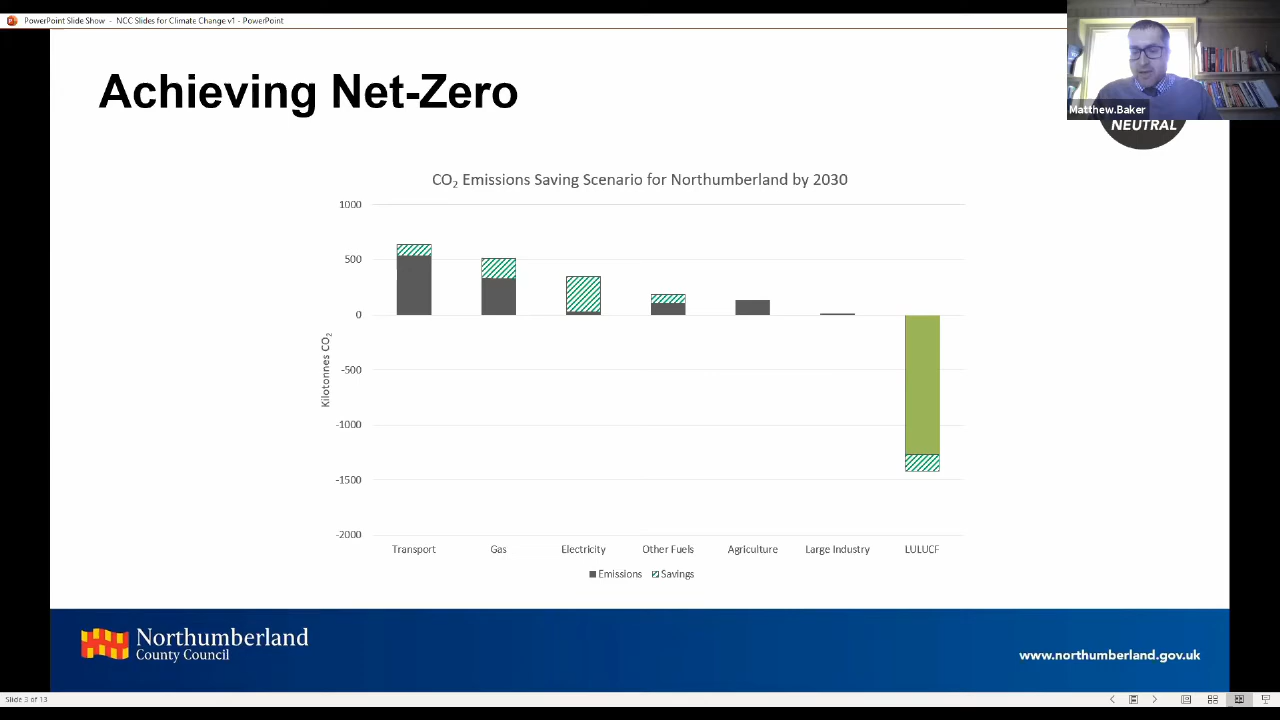 PowerPoint Slide Show - NCC Slides for Climate Change v1 - PowerPoint
Matthew.Baker
NEUTRAL
Achieving Net-Zero
CO₂ Emissions Saving Scenario for Northumberland by 2030
1000
500
0
-500
-1000
-1500
-2000
Kilotonnes CO₂
Transport Gas Electricity Other Fuels Agriculture Large Industry LULUCF
Emissions Savings
Northumberland
County Council
www.northumberland.gov.uk
Slide 3 of 13